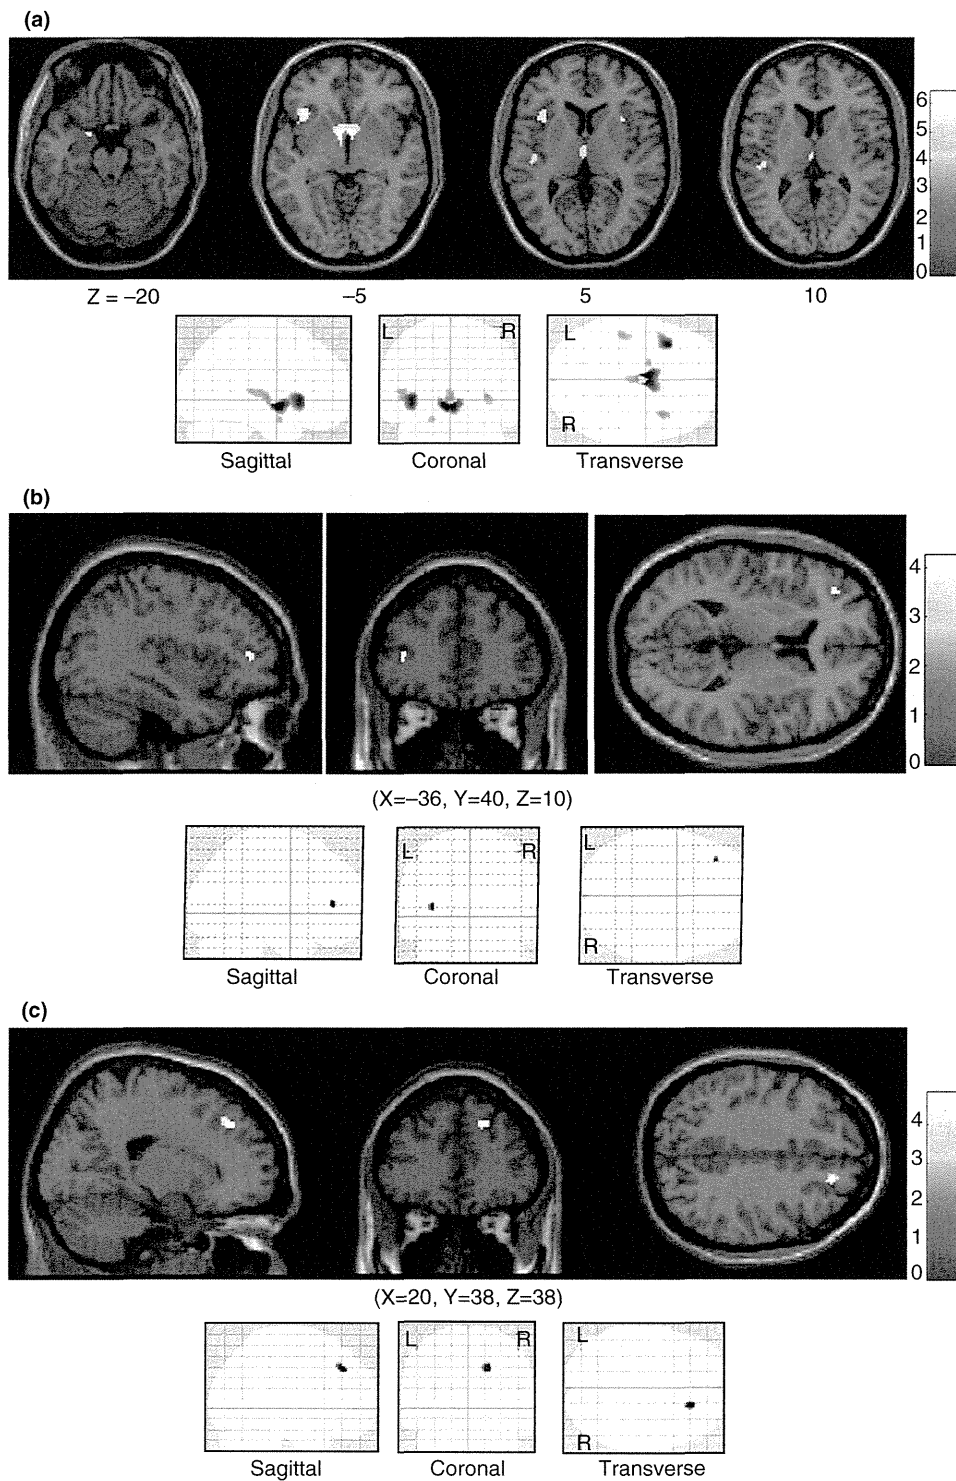 (a)
6
5
4
3
2
1
0
Z = –20
–5
5
10
L
R
L
R
Sagittal
Coronal
Transverse
(b)
4
3
2
1
0
(X=–36, Y=40, Z=10)
L
R
L
R
Sagittal
Coronal
Transverse
(c)
4
3
2
1
0
(X=20, Y=38, Z=38)
L
R
L
R
Sagittal
Coronal
Transverse